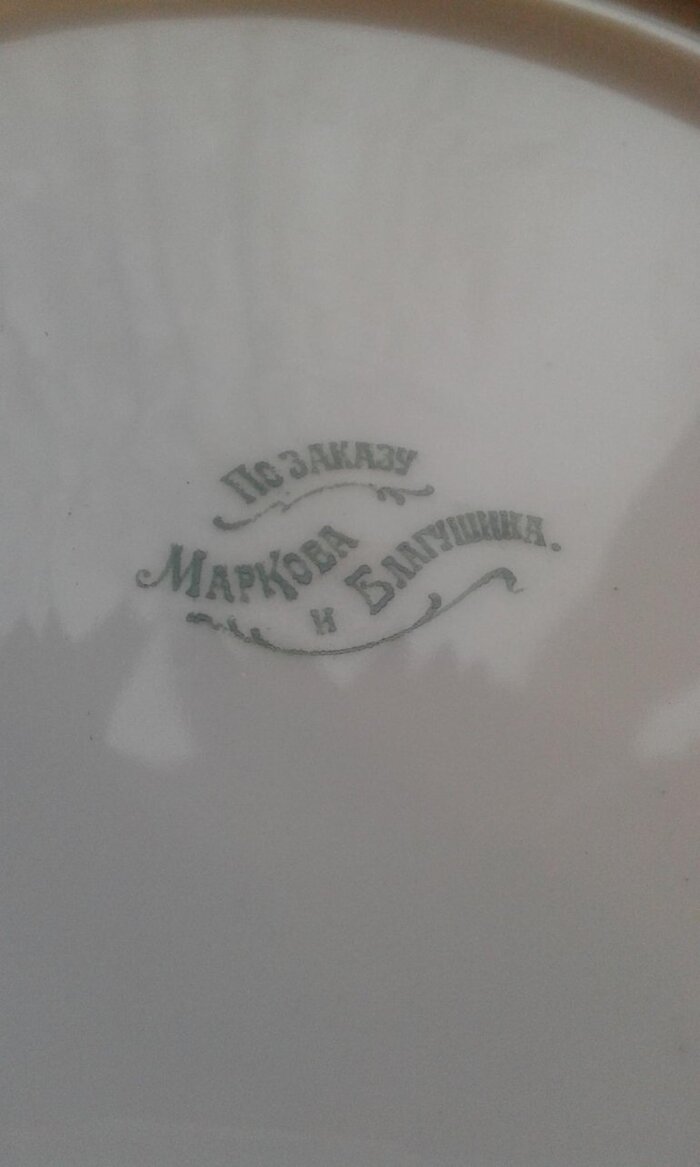 По заказу
Маркова
и Благушина.